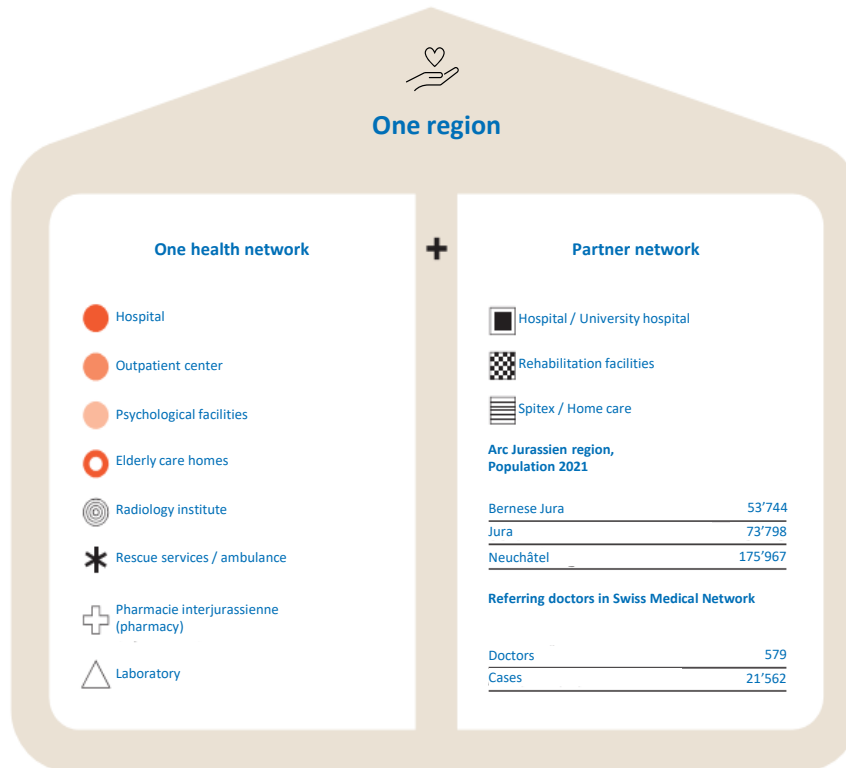 One region
One health network
Hospital
Outpatient center
Psychological facilities
Elderly care homes
Radiology institute
Rescue services / ambulance
Pharmacie interjurassienne
(pharmacy)
Laboratory
+
Partner network
Hospital / University hospital
Rehabilitation facilities
Spitex / Home care
Arc Jurassien region,
Population 2021
Bernese Jura 53’744
Jura 73’798
Neuchâtel 175’967
Referring doctors in Swiss Medical Network
Doctors 579
Cases 21’562